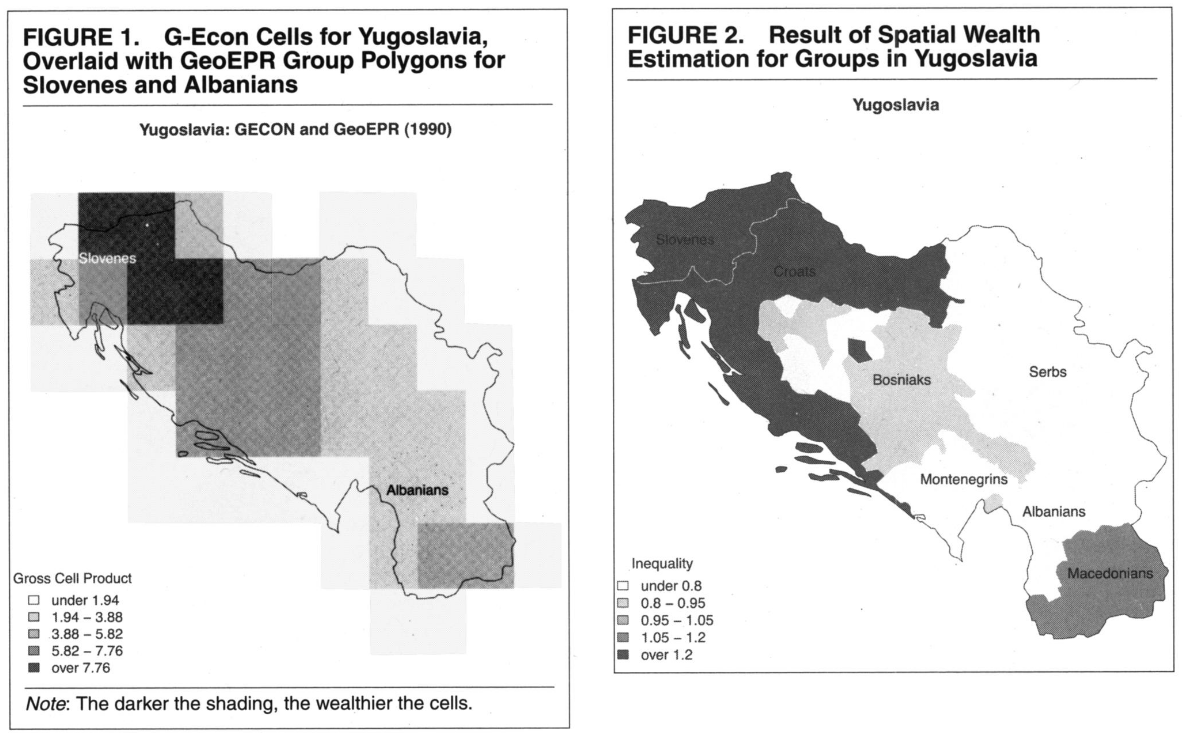 FIGURE 1. G-Econ Cells for Yugoslavia,
Overlaid with GeoEPR Group Polygons for
Slovenes and Albanians
Yugoslavia: GECON and GeoEPR (1990)
Slovenes
Albanians
Gross Cell Product
under 1.94
1.94 – 3.88
3.88 – 5.82
5.82 – 7.76
over 7.76
Note: The darker the shading, the wealthier the cells.
FIGURE 2. Result of Spatial Wealth
Estimation for Groups in Yugoslavia
Yugoslavia
Slovenes
Croats
Bosniaks
Serbs
Montenegrins
Albanians
Macedonians
Inequality
under 0.8
0.8 – 0.95
0.95 – 1.05
1.05 – 1.2
over 1.2